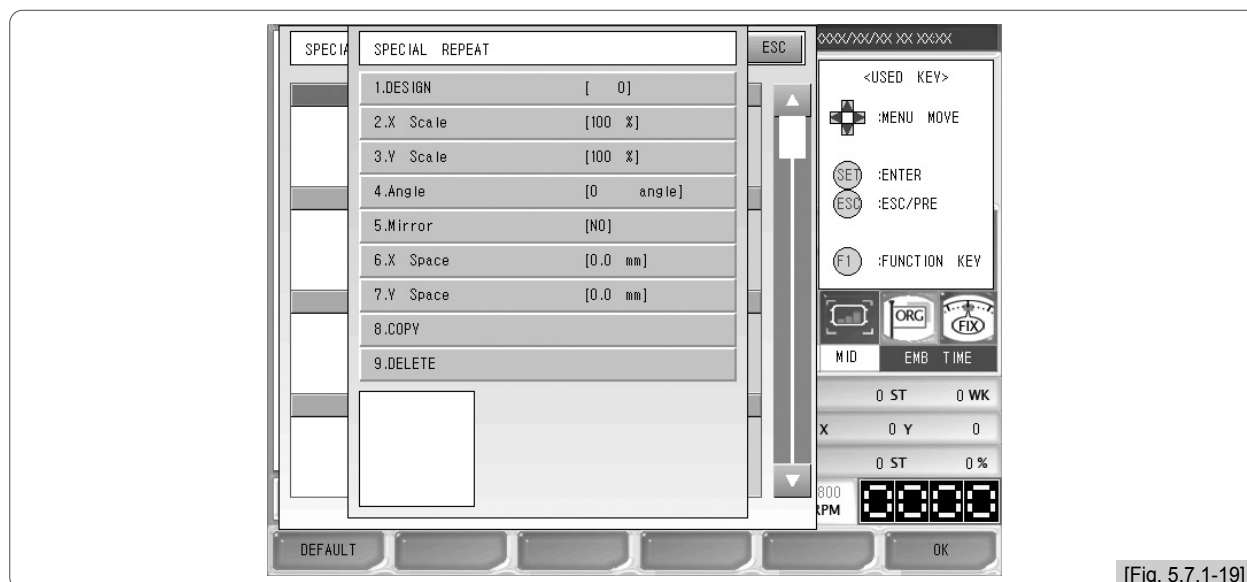 SPECIA
SPECIAL REPEAT
ESC
XXXX/XX/XX XX XX:XX
1.DESIGN [ 0]
2.X Scale [100 %]
3.Y Scale [100 %]
4.Angle [0 angle]
5.Mirror [NO]
6.X Space [0.0 mm]
7.Y Space [0.0 mm]
8.COPY
9.DELETE
<USED KEY>
:MENU MOVE
SET :ENTER
ESC :ESC/PRE
F1 :FUNCTION KEY
ORG
FIX
MID EMB TIME
0 ST 0 WK
X 0 Y 0
0 ST 0 %
800
RPM
0000
DEFAULT
OK
[Fig. 5.7.1-19]